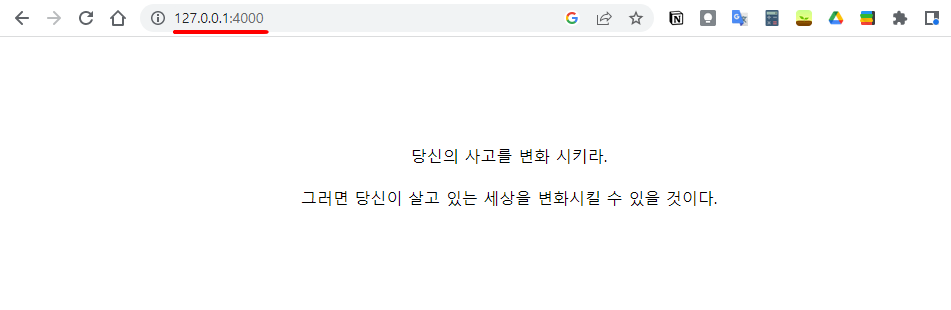 127.0.0.1:4000
당신의 사고를 변화 시키라.
그러면 당신이 살고 있는 세상을 변화시킬 수 있을 것이다.